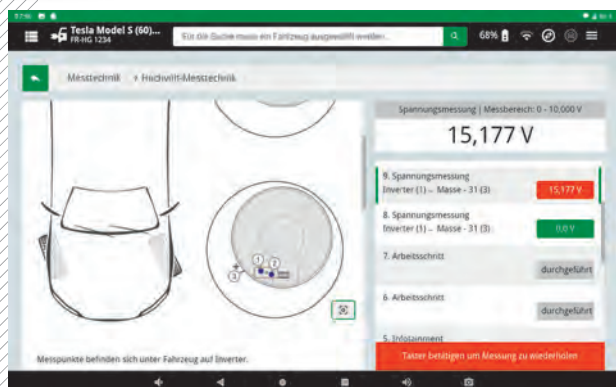 Tesla Model S (60)...
FR-HG 1234
Für die Suche muss ein Fahrzeug ausgewählt werden...
68%
Messtechnik › Hochvolt-Messtechnik
Spannungsmessung | Messbereich: 0 - 10,000 V
15,177 V
9. Spannungsmessung
Inverter (1) - Masse - 31 (3)
15,177 V
8. Spannungsmessung
Inverter (1) - Masse - 31 (3)
0,0 V
7. Arbeitsschritt
durchgeführt
6. Arbeitsschritt
durchgeführt
5. Infotainment
1
2
3
Messpunkte befinden sich unter Fahrzeug auf Inverter.
Taster betätigen um Messung zu wiederholen